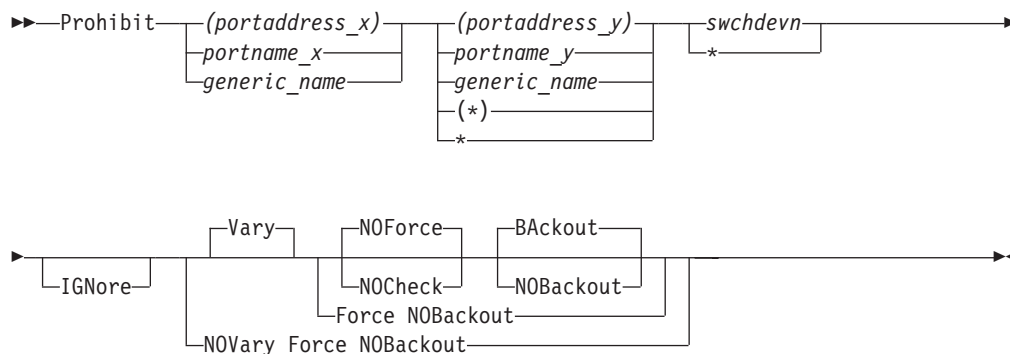 Prohibit (portaddress_x) (portaddress_y) swchdevn
portname_x portname_y *
generic_name generic_name
(*)
*
Vary NOForce BAckout
IGNore NOCheck NOBackout
Force NOBackout
NOVary Force NOBackout